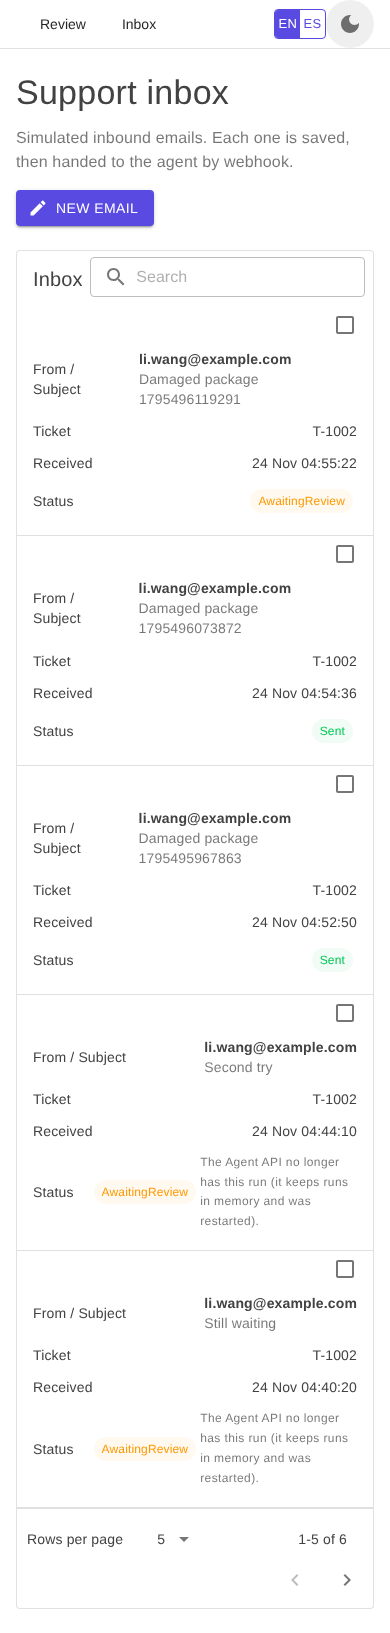 Review Inbox EN ES
Support inbox
Simulated inbound emails. Each one is saved,
then handed to the agent by webhook.
NEW EMAIL
Inbox Search
From / Subject
li.wang@example.com
Damaged package
1795496119291
Ticket T-1002
Received 24 Nov 04:55:22
Status AwaitingReview
From / Subject
li.wang@example.com
Damaged package
1795496073872
Ticket T-1002
Received 24 Nov 04:54:36
Status Sent
From / Subject
li.wang@example.com
Damaged package
1795495967863
Ticket T-1002
Received 24 Nov 04:52:50
Status Sent
From / Subject
li.wang@example.com
Second try
Ticket T-1002
Received 24 Nov 04:44:10
Status AwaitingReview
The Agent API no longer
has this run (it keeps runs
in memory and was
restarted).
From / Subject
li.wang@example.com
Still waiting
Ticket T-1002
Received 24 Nov 04:40:20
Status AwaitingReview
The Agent API no longer
has this run (it keeps runs
in memory and was
restarted).
Rows per page 5 1-5 of 6